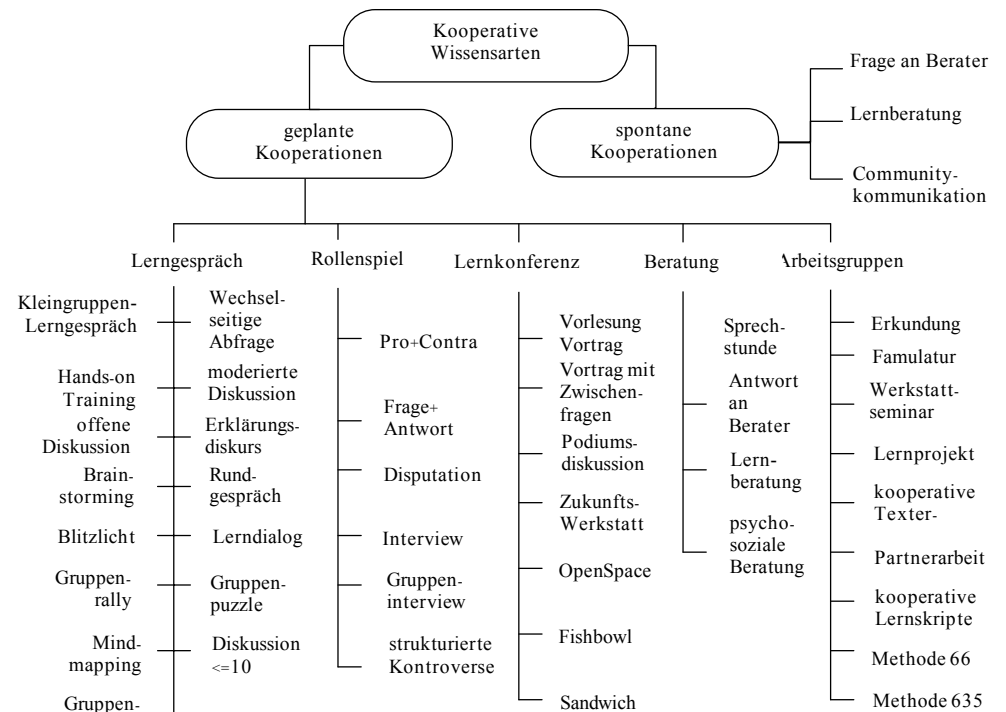 Kooperative
Wissensarten
geplante
Kooperationen
spontane
Kooperationen
Frage an Berater
Lernberatung
Community-
kommunikation
Lerngespräch
Rollenspiel
Lernkonferenz
Beratung
Arbeitsgruppen
Kleingruppen-
Lerngespräch
Wechsel-
seitige
Abfrage
Hands-on
Training
moderierte
Diskussion
offene
Diskussion
Erklärungs-
diskurs
Brain-
storming
Rund-
gespräch
Blitzlicht
Lerndialog
Gruppen-
rally
Gruppen-
puzzle
Mind-
mapping
Diskussion
<=10
Gruppen-
Pro+Contra
Frage+
Antwort
Disputation
Interview
Gruppen-
interview
strukturierte
Kontroverse
Vorlesung
Vortrag
Vortrag mit
Zwischen-
fragen
Podiums-
diskussion
Zukunfts-
Werkstatt
OpenSpace
Fishbowl
Sandwich
Sprech-
stunde
Antwort
an
Berater
Lern-
beratung
psycho-
soziale
Beratung
Erkundung
Famulatur
Werkstatt-
seminar
Lernprojekt
kooperative
Texter-
Partnerarbeit
kooperative
Lernskripte
Methode 66
Methode 635